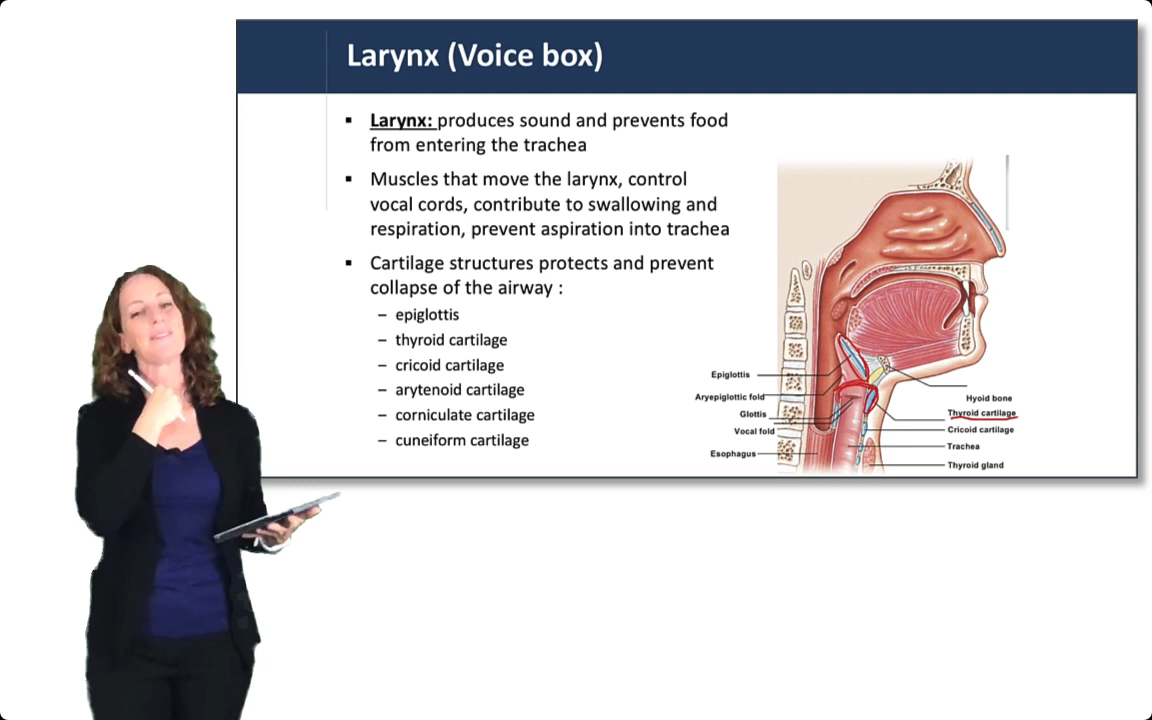 Larynx (Voice box)
▪ Larynx: produces sound and prevents food
from entering the trachea
▪ Muscles that move the larynx, control
vocal cords, contribute to swallowing and
respiration, prevent aspiration into trachea
▪ Cartilage structures protects and prevent
collapse of the airway :
– epiglottis
– thyroid cartilage
– cricoid cartilage
– arytenoid cartilage
– corniculate cartilage
– cuneiform cartilage
Epiglottis
Aryepiglottic fold
Glottis
Vocal fold
Esophagus
Hyoid bone
Thyroid cartilage
Cricoid cartilage
Trachea
Thyroid gland